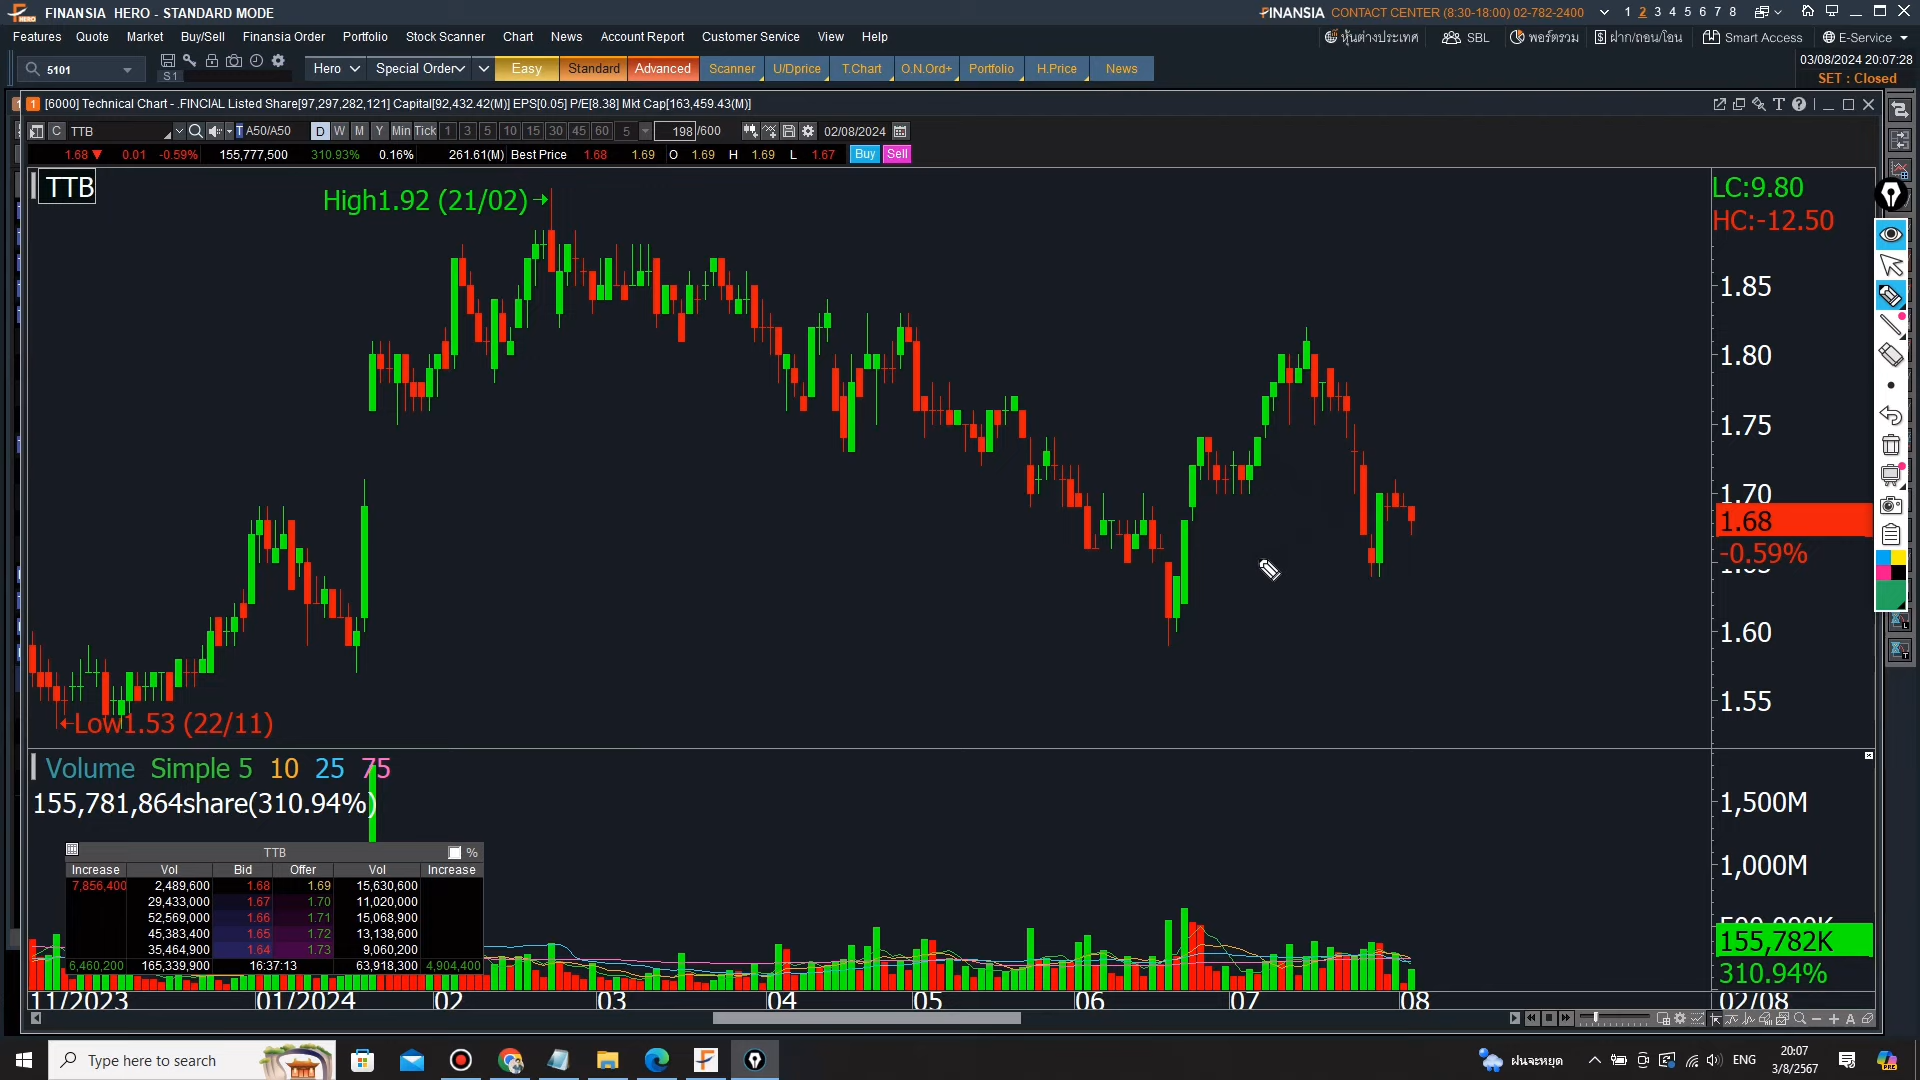 FINANSIA HERO - STANDARD MODE
FINANSIA CONTACT CENTER (8:30-18:00) 02-782-2400 1 2 3 4 5 6 7 8
Features Quote Market Buy/Sell Finansia Order Portfolio Stock Scanner Chart News Account Report Customer Service View Help หุ้นต่างประเทศ SBL พอร์ตรวม ฝาก/ถอน/โอน Smart Access E-Service
5101 S1 Hero Special Order Easy Standard Advanced Scanner U/Dprice T.Chart O.N.Ord+ Portfolio H.Price News 03/08/2024 20:07:28
SET : Closed
1 [6000] Technical Chart - .FINCIAL Listed Share[97,297,282,121] Capital[92,432.42(M)] EPS[0.05] P/E[8.38] Mkt Cap[163,459.43(M)]
C TTB T A50/A50 D W M Y Min Tick 1 3 5 10 15 30 45 60 5 198 /600 02/08/2024
1.68 ▼ 0.01 -0.59% 155,777,500 310.93% 0.16% 261.61(M) Best Price 1.68 1.69 O 1.69 H 1.69 L 1.67 Buy Sell
TTB
High1.92 (21/02)
LC:9.80
HC:-12.50
1.85
1.80
1.75
1.70
1.68
-0.59%
1.60
1.55
Low1.53 (22/11)
Volume Simple 5 10 25 75
155,781,864share(310.94%)
1,500M
1,000M
155,782K
310.94%
TTB %
Increase Vol Bid Offer Vol Increase
7,856,400 2,489,600 1.68 1.69 15,630,600
29,433,000 1.67 1.70 11,020,000
52,569,000 1.66 1.71 15,068,900
45,383,400 1.65 1.72 13,138,600
35,464,900 1.64 1.73 9,060,200
6,460,200 165,339,900 16:37:13 63,918,300 4,904,400
11/2023 01/2024 02 03 04 05 06 07 08 02/08
Type here to search
ฝนจะหยุด ENG 20:07
3/8/2567